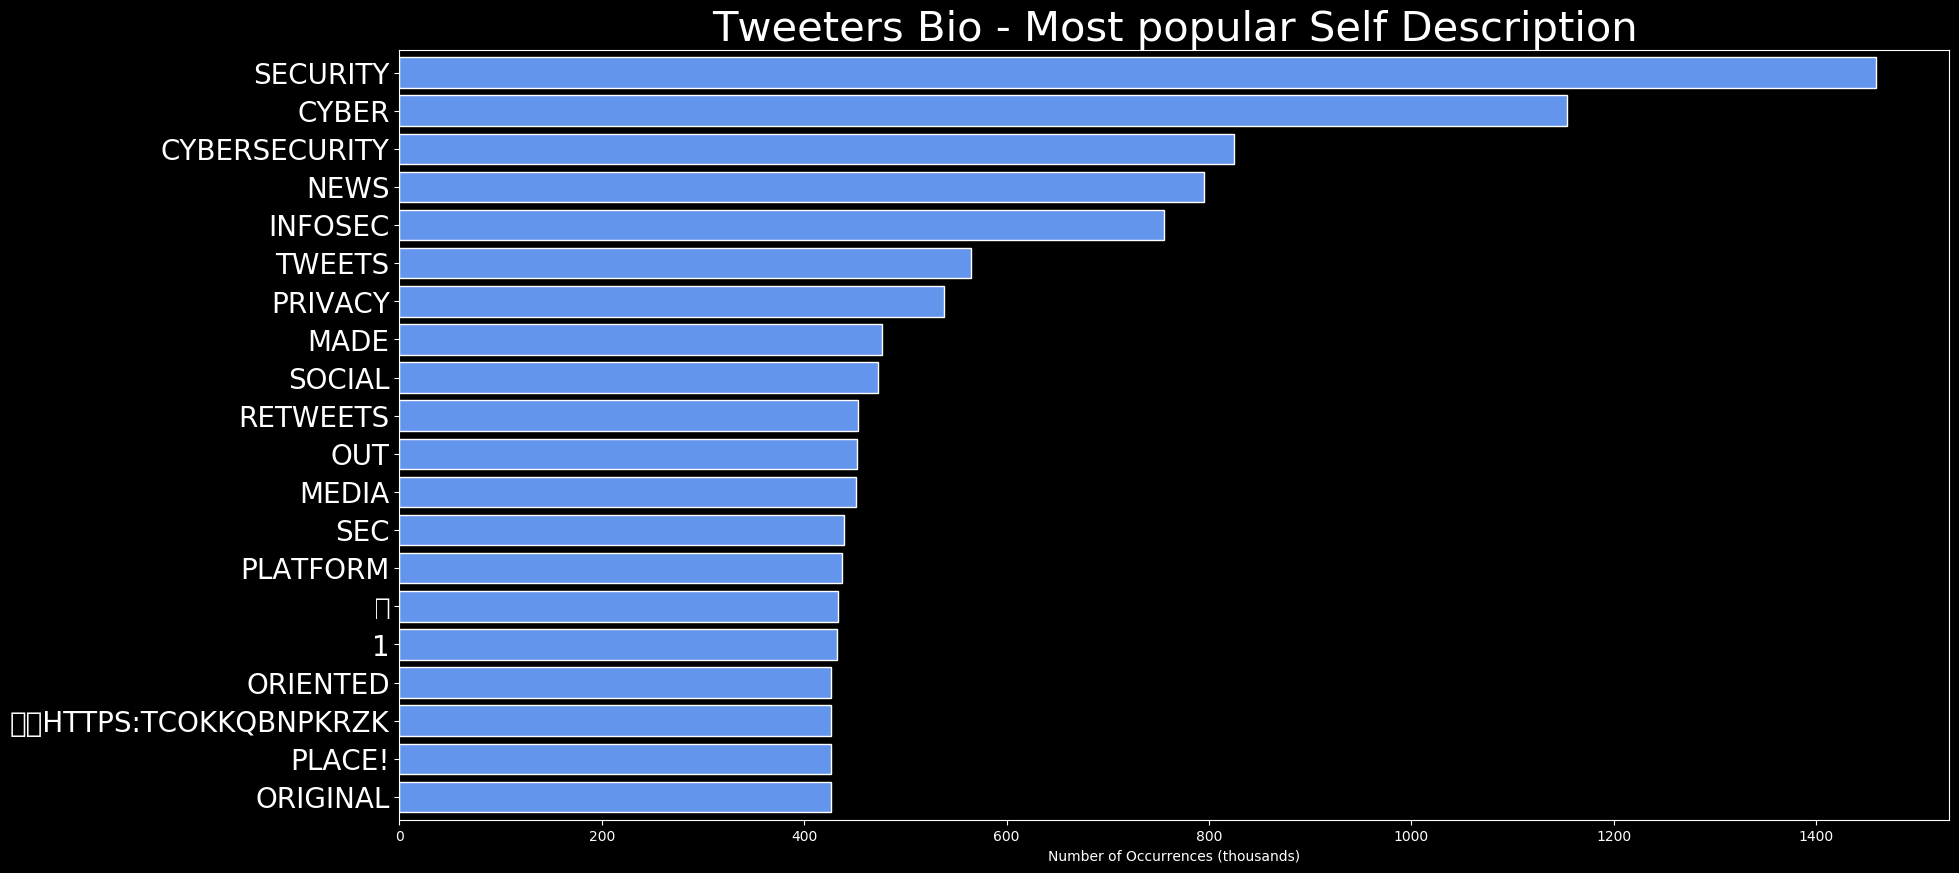 Tweeters Bio - Most popular Self Description
SECURITY
CYBER
CYBERSECURITY
NEWS
INFOSEC
TWEETS
PRIVACY
MADE
SOCIAL
RETWEETS
OUT
MEDIA
SEC
PLATFORM
1
ORIENTED
HTTPS:TCOKKQBNPKRZK
PLACE!
ORIGINAL
0 200 400 600 800 1000 1200 1400
Number of Occurrences (thousands)